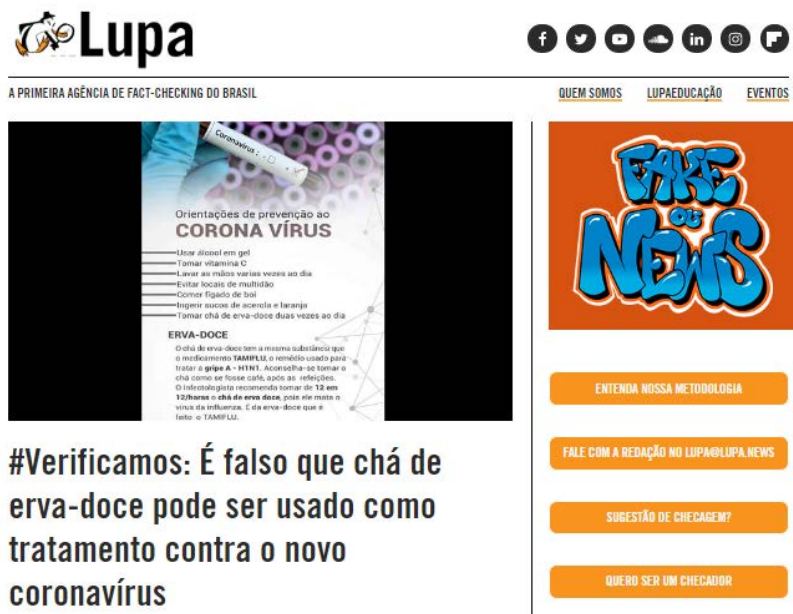 Lupa
A PRIMEIRA AGÊNCIA DE FACT-CHECKING DO BRASIL
QUEM SOMOS
LUPAEDUCAÇÃO
EVENTOS
Coronavírus :
Orientações de prevenção ao
CORONA VÍRUS
Usar álcool em gel
Tomar vitamina C
Lavar as mãos varias vezes ao dia
Evitar locais de multidão
Comer fígado de boi
Ingerir sucos de acerola e laranja
Tomar chá de erva-doce duas vezes ao dia
ERVA-DOCE
O chá de erva-doce tem a mesma substância que
o medicamento TAMIFLU, o remédio usado para
tratar a gripe A - H1N1. Aconselha-se tomar o
chá como se fosse café, após as refeições.
O infectologista recomenda tomar de 12 em
12/horas o chá de erva doce, pois ele mata o
vírus da influenza. E da erva-doce que é
feito o TAMIFLU.
#Verificamos: É falso que chá de
erva-doce pode ser usado como
tratamento contra o novo
coronavírus
FAKE
OU
NEWS
ENTENDA NOSSA METODOLOGIA
FALE COM A REDAÇÃO NO LUPA@LUPA.NEWS
SUGESTÃO DE CHECAGEM?
QUERO SER UM CHECADOR